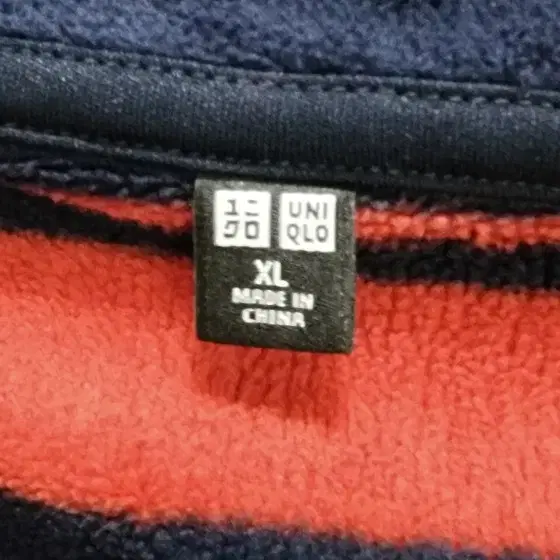 ユニ
クロ
UNI
QLO
XL
MADE IN
CHINA